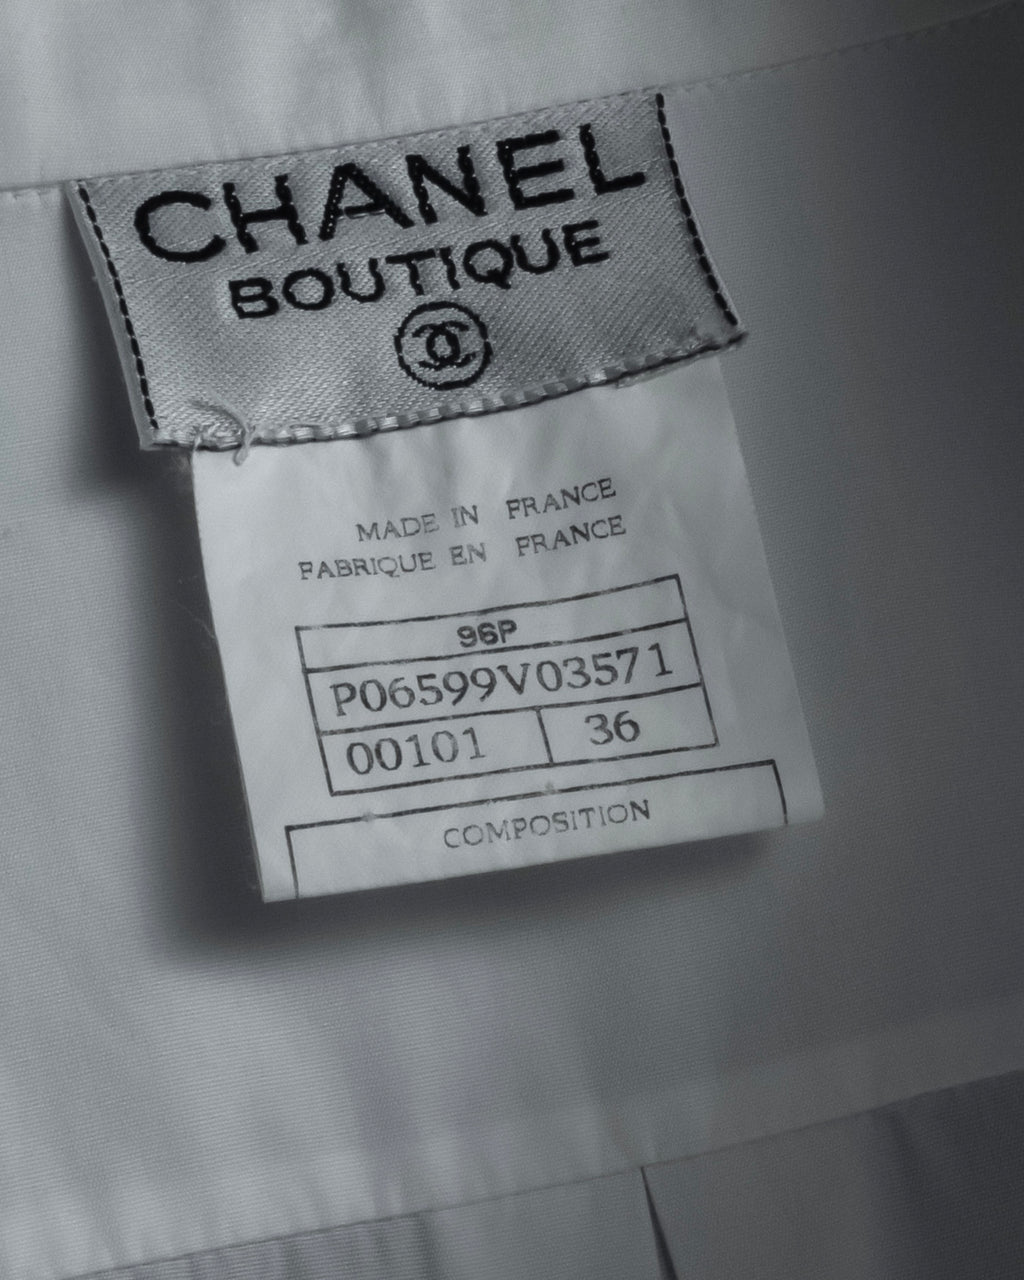 CHANEL
BOUTIQUE
MADE IN FRANCE
FABRIQUE EN FRANCE
96P
P06599V03571
00101 36
COMPOSITION